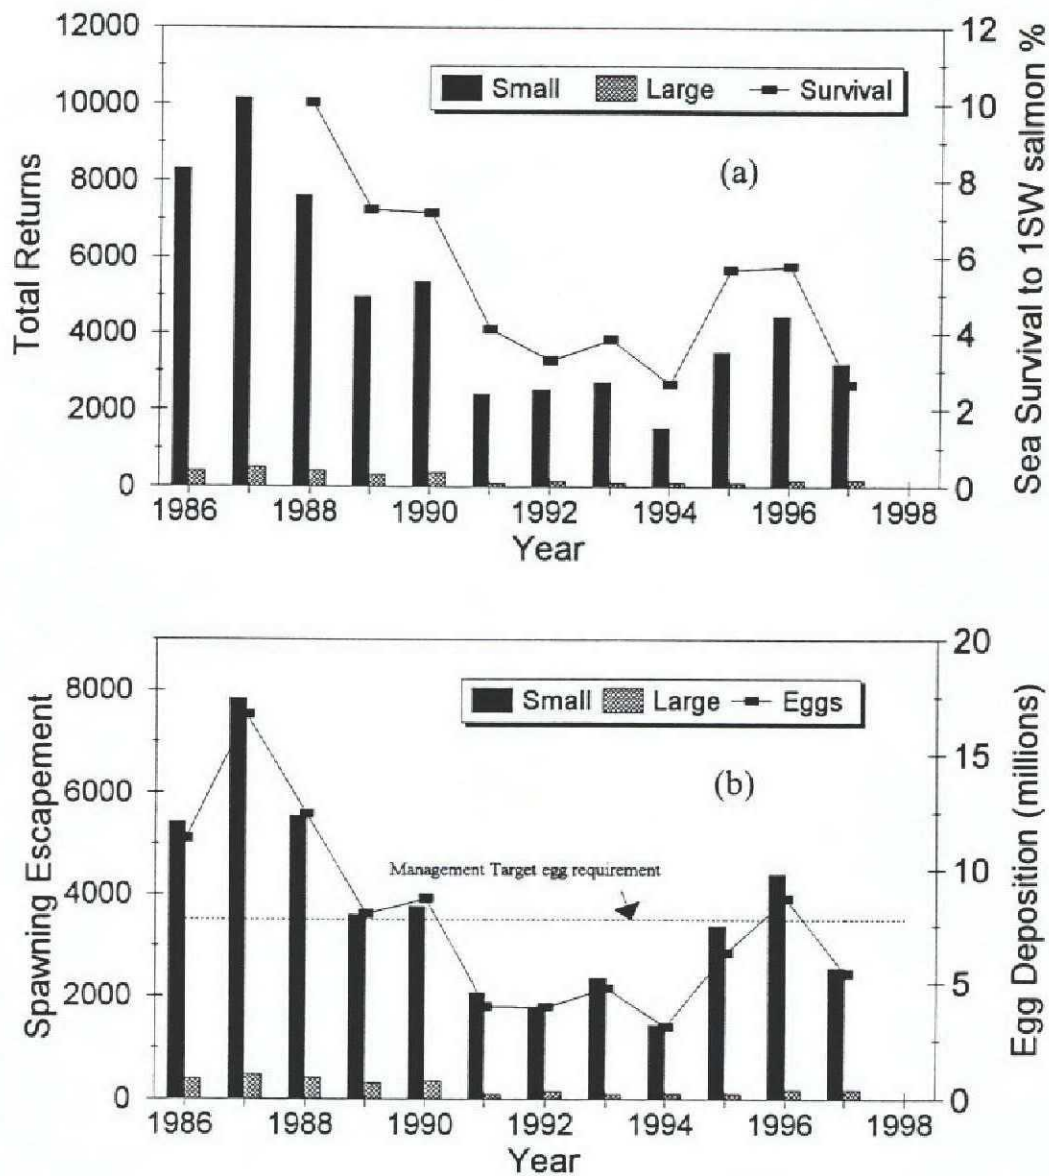 12000
10000
8000
6000
4000
2000
0
Total Returns
Small Large Survival
(a)
12
10
8
6
4
2
0
Sea Survival to 1SW salmon %
1986 1988 1990 1992 1994 1996 1998
Year
8000
6000
4000
2000
0
Spawning Escapement
Small Large Eggs
(b)
Management Target egg requirement
20
15
10
5
0
Egg Deposition (millions)
1986 1988 1990 1992 1994 1996 1998
Year